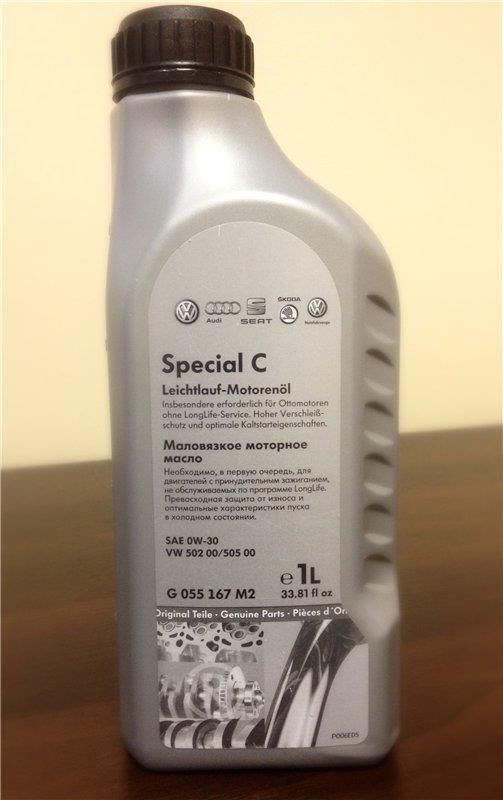 ŠKODA
Audi
SEAT
Nutzfahrzeuge
Special C
Leichtlauf-Motorenöl
Insbesondere erforderlich für Ottomotoren
ohne LongLife-Service. Hoher Verschleiß-
schutz und optimale Kaltstarteigenschaften.
Маловязкое моторное
масло
Необходимо, в первую очередь, для
двигателей с принудительным зажиганием,
не обслуживаемых по программе LongLife.
Превосходная защита от износа и
оптимальные характеристики пуска
в холодном состоянии.
SAE 0W-30
VW 502 00/505 00
e 1L
G 055 167 M2
33.81 fl oz
Original Teile · Genuine Parts · Pièces d´Ori
P006ED5